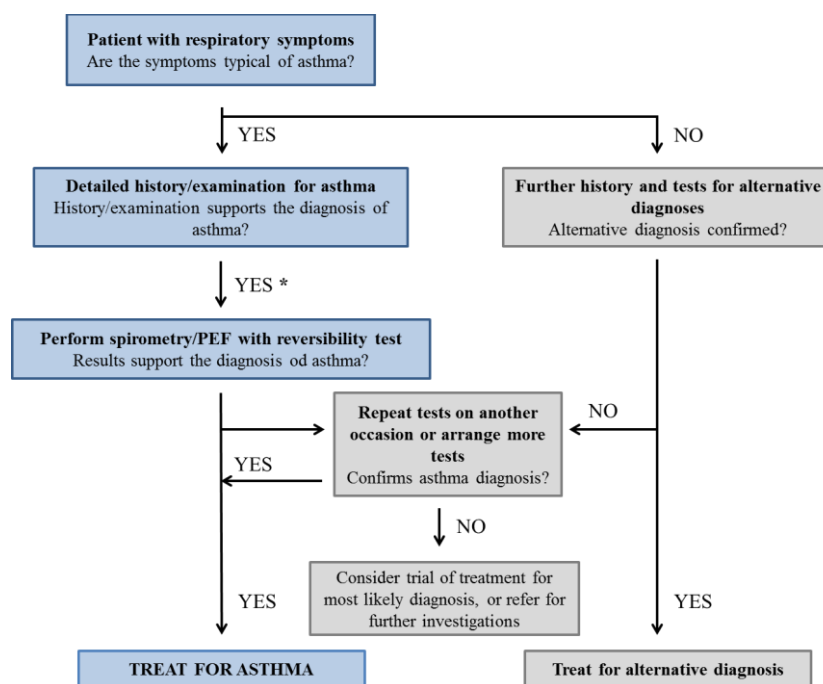 Patient with respiratory symptoms
Are the symptoms typical of asthma?
YES
NO
Detailed history/examination for asthma
History/examination supports the diagnosis of
asthma?
Further history and tests for alternative
diagnoses
Alternative diagnosis confirmed?
YES *
Perform spirometry/PEF with reversibility test
Results support the diagnosis od asthma?
Repeat tests on another
occasion or arrange more
tests
Confirms asthma diagnosis?
NO
YES
NO
Consider trial of treatment for
most likely diagnosis, or refer for
further investigations
YES
YES
TREAT FOR ASTHMA
Treat for alternative diagnosis